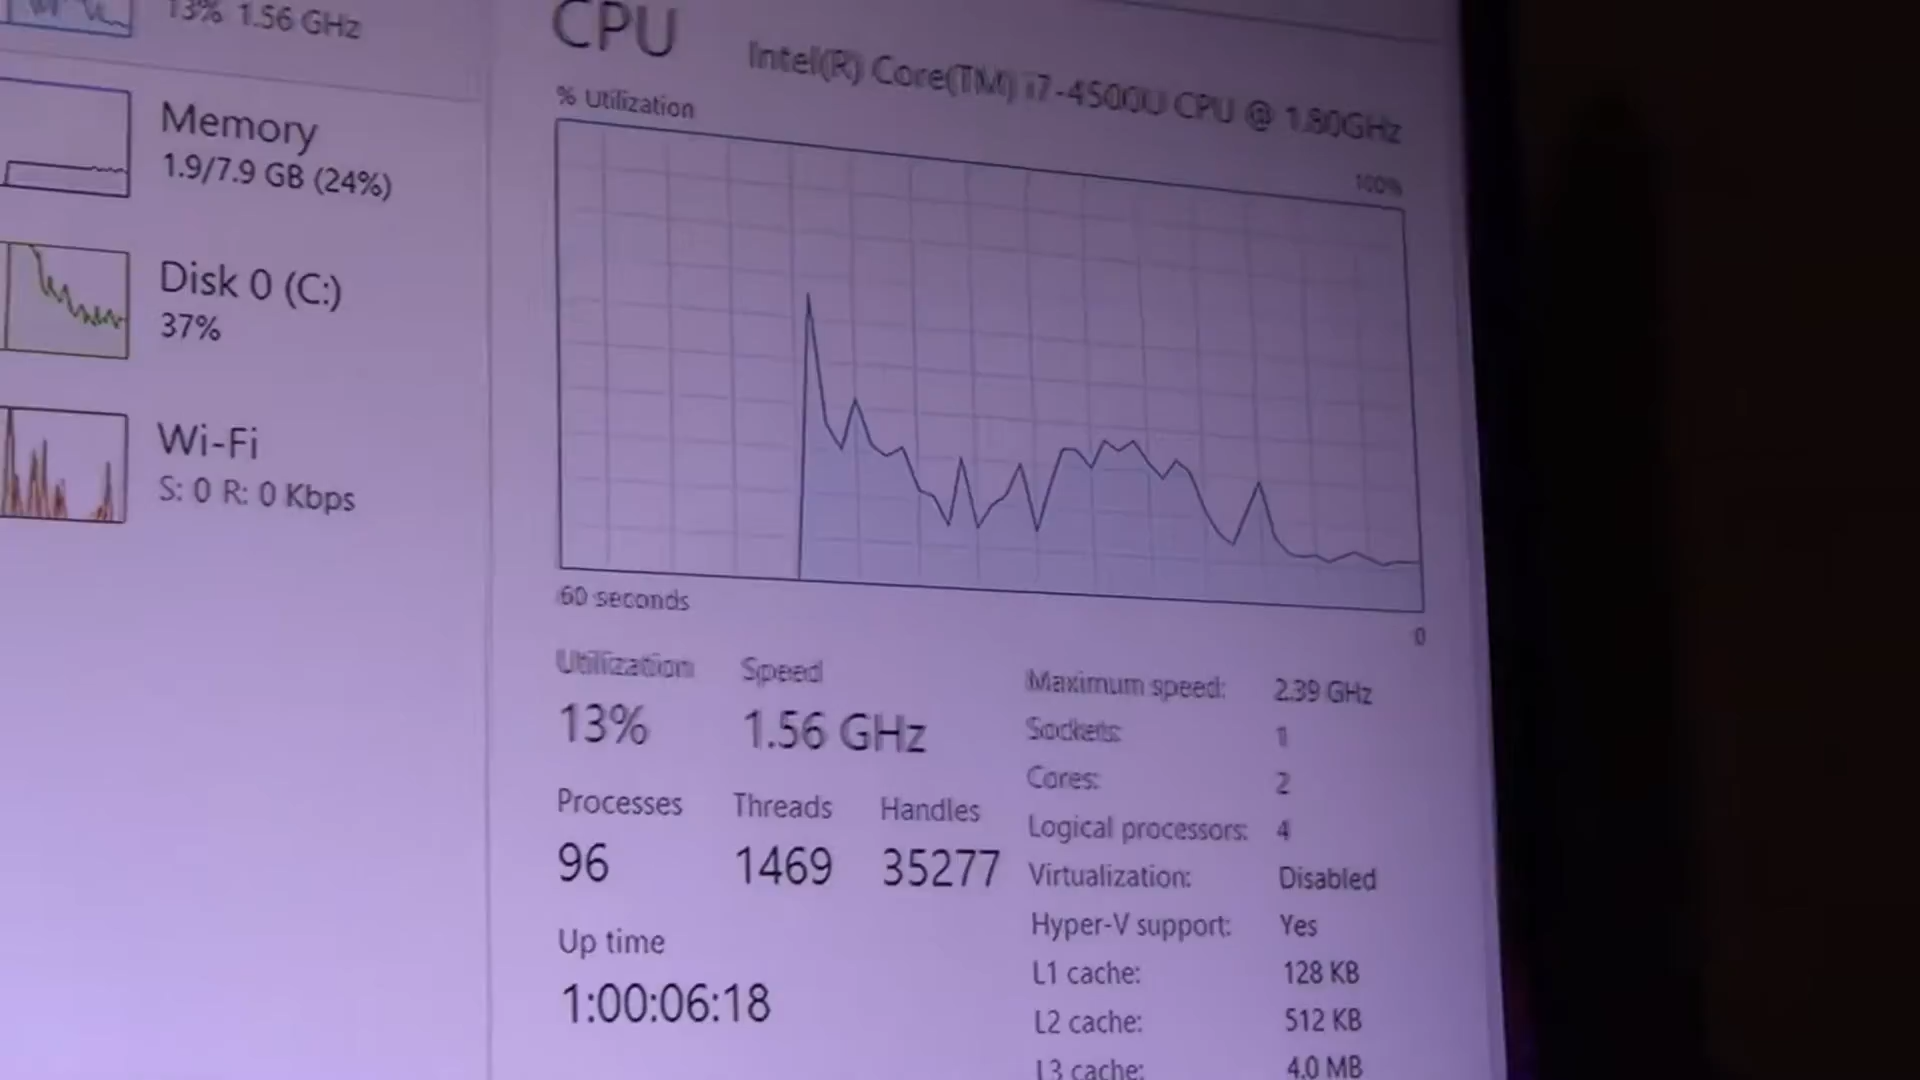 13% 1.56 GHz
Memory
1.9/7.9 GB (24%)
Disk 0 (C:)
37%
Wi-Fi
S: 0 R: 0 Kbps
CPU
Intel(R) Core(TM) i7-4500U CPU @ 1.80GHz
% Utilization
100%
60 seconds
0
Utilization Speed
13% 1.56 GHz
Processes Threads Handles
96 1469 35277
Up time
1:00:06:18
Maximum speed: 2.39 GHz
Sockets: 1
Cores: 2
Logical processors: 4
Virtualization: Disabled
Hyper-V support: Yes
L1 cache: 128 KB
L2 cache: 512 KB
L3 cache: 4.0 MB